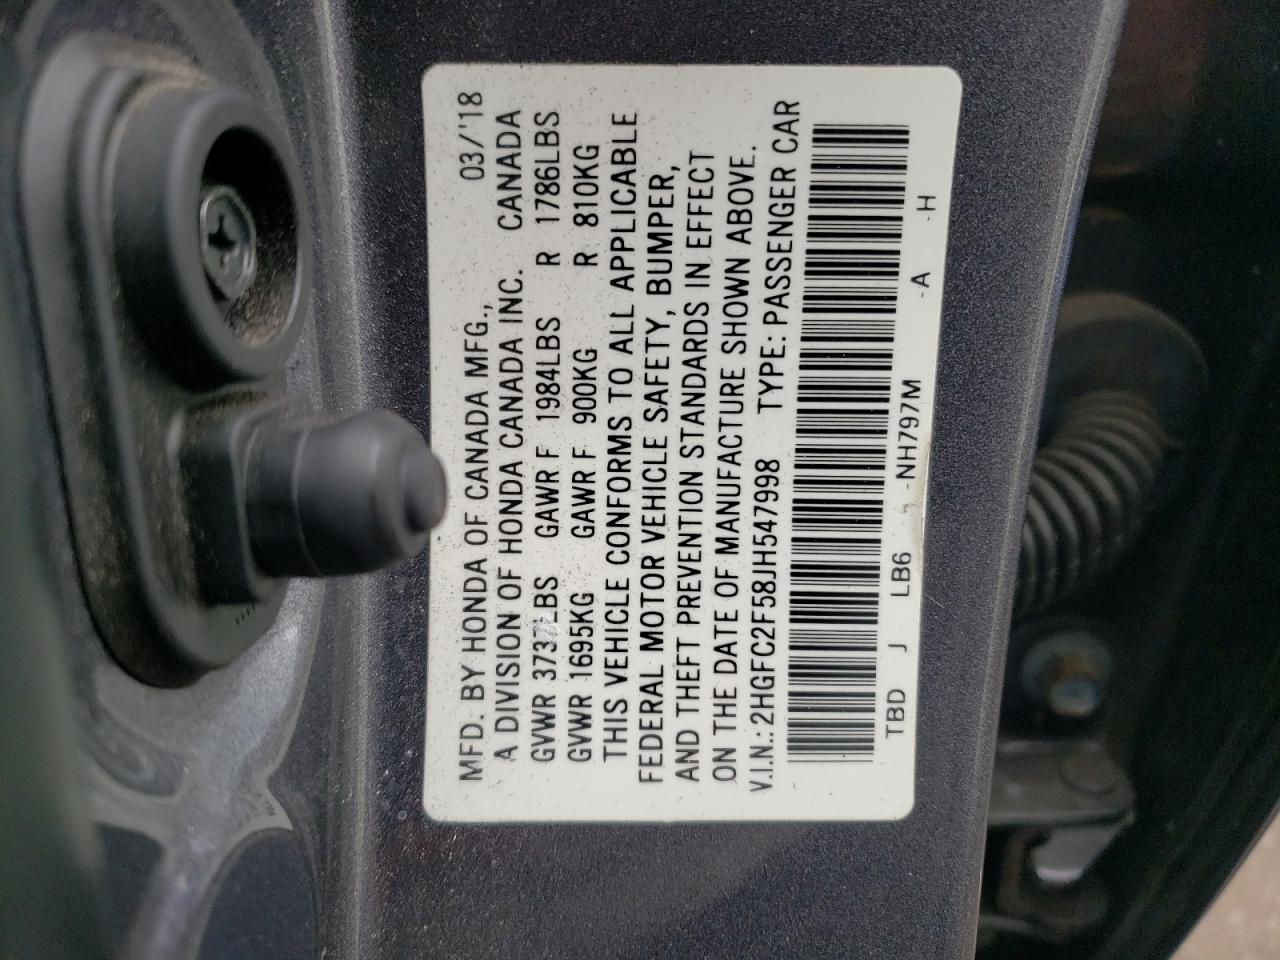 MFD. BY HONDA OF CANADA MFG., 03/'18
A DIVISION OF HONDA CANADA INC. CANADA
GVWR 3737LBS GAWR F 1984LBS R 1786LBS
GVWR 1695KG GAWR F 900KG R 810KG
THIS VEHICLE CONFORMS TO ALL APPLICABLE
FEDERAL MOTOR VEHICLE SAFETY, BUMPER,
AND THEFT PREVENTION STANDARDS IN EFFECT
ON THE DATE OF MANUFACTURE SHOWN ABOVE.
V.I.N.: 2HGFC2F58JH547998 TYPE: PASSENGER CAR
TBD J LB6 -NH797M -A -H